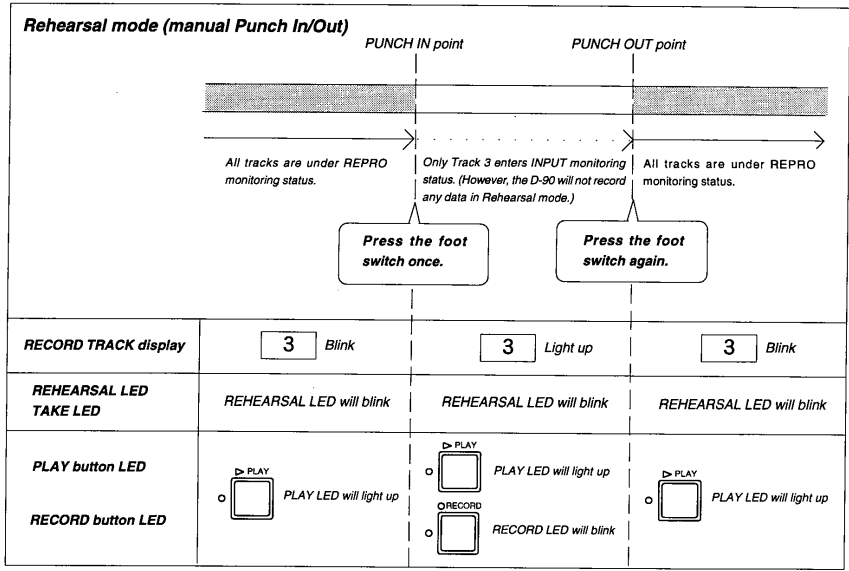 Rehearsal mode (manual Punch In/Out)
PUNCH IN point
PUNCH OUT point
All tracks are under REPRO
monitoring status.
Only Track 3 enters INPUT monitoring
status. (However, the D-90 will not record
any data in Rehearsal mode.)
All tracks are under REPRO
monitoring status.
Press the foot
switch once.
Press the foot
switch again.
RECORD TRACK display
3 Blink
3 Light up
3 Blink
REHEARSAL LED
TAKE LED
REHEARSAL LED will blink
REHEARSAL LED will blink
REHEARSAL LED will blink
PLAY button LED
RECORD button LED
▷ PLAY
PLAY LED will light up
▷ PLAY
PLAY LED will light up
○RECORD
RECORD LED will blink
▷ PLAY
PLAY LED will light up